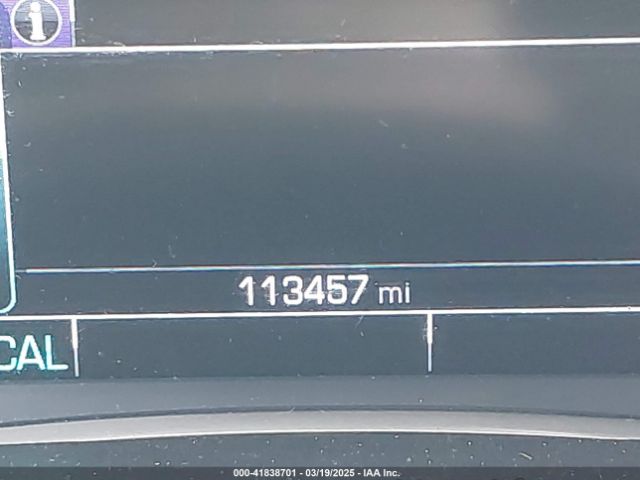 i
113457 mi
CAL
000-41838701 - 03/19/2025 - IAA Inc.